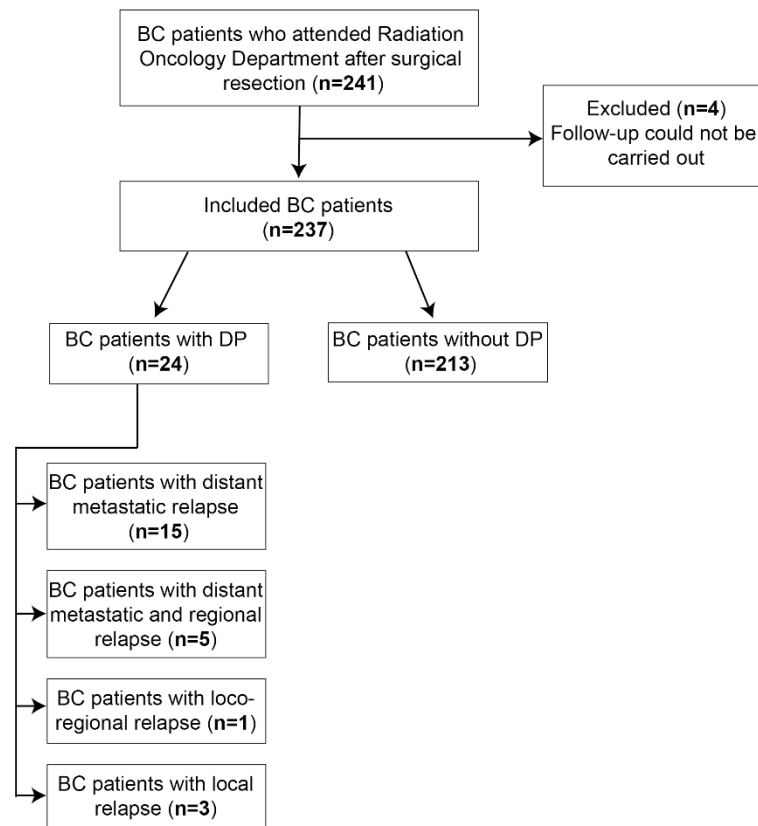 BC patients who attended Radiation
Oncology Department after surgical
resection (n=241)
Excluded (n=4)
Follow-up could not be
carried out
Included BC patients
(n=237)
BC patients with DP
(n=24)
BC patients without DP
(n=213)
BC patients with distant
metastatic relapse
(n=15)
BC patients with distant
metastatic and regional
relapse (n=5)
BC patients with loco-
regional relapse (n=1)
BC patients with local
relapse (n=3)